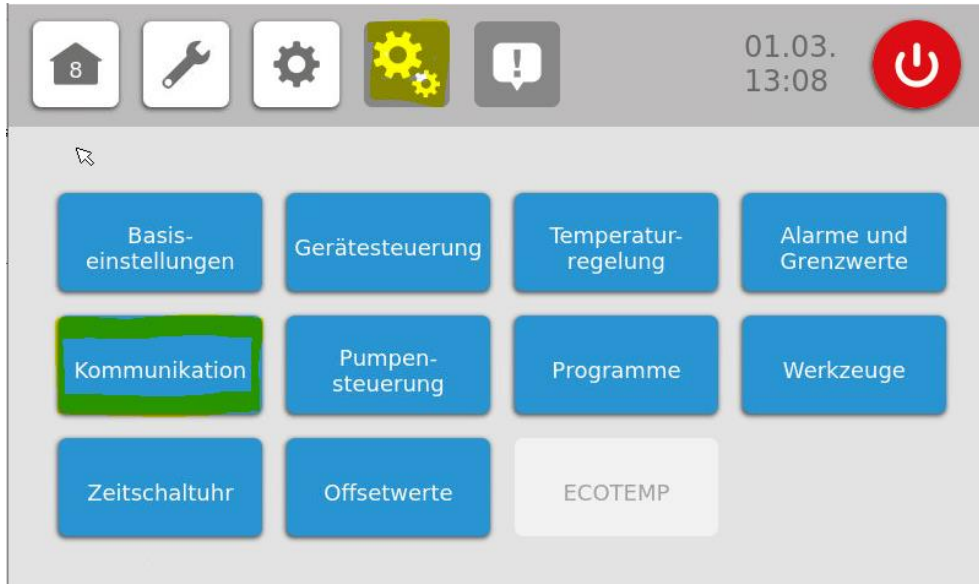 8
!
01.03.
13:08
Basis-
einstellungen
Gerätesteuerung
Temperatur-
regelung
Alarme und
Grenzwerte
Kommunikation
Pumpen-
steuerung
Programme
Werkzeuge
Zeitschaltuhr
Offsetwerte
ECOTEMP